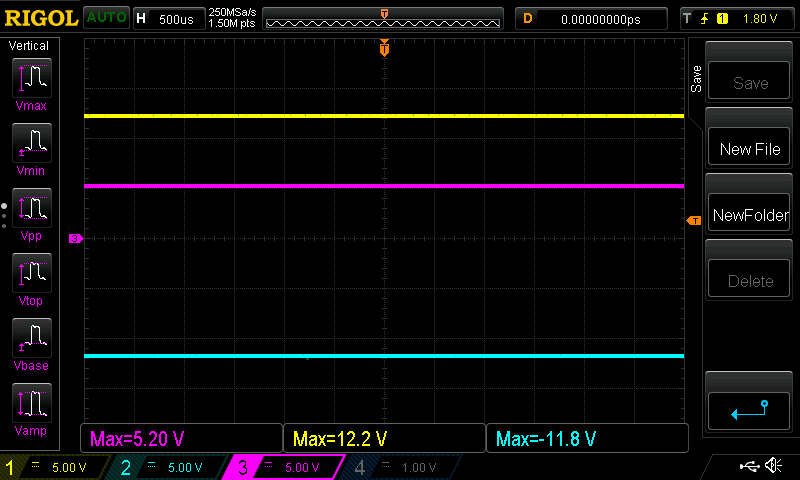 RIGOL AUTO H 500us 250MSa/s 1.50M pts T D 0.00000000ps T 1 1.80 V
Vertical
Vmax
Vmin
Vpp
Vtop
Vbase
Vamp
T
3
T
Save
Save
New File
NewFolder
Delete
Max=5.20 V Max=12.2 V Max=-11.8 V
1 5.00 V 2 5.00 V 3 5.00 V 4 1.00 V